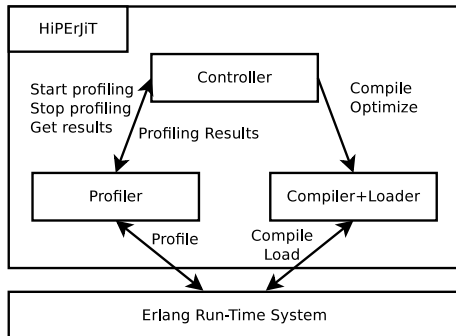 HiPErJiT
Controller
Start profiling
Stop profiling
Get results
Compile
Optimize
Profiling Results
Profiler
Compiler+Loader
Profile
Compile
Load
Erlang Run-Time System